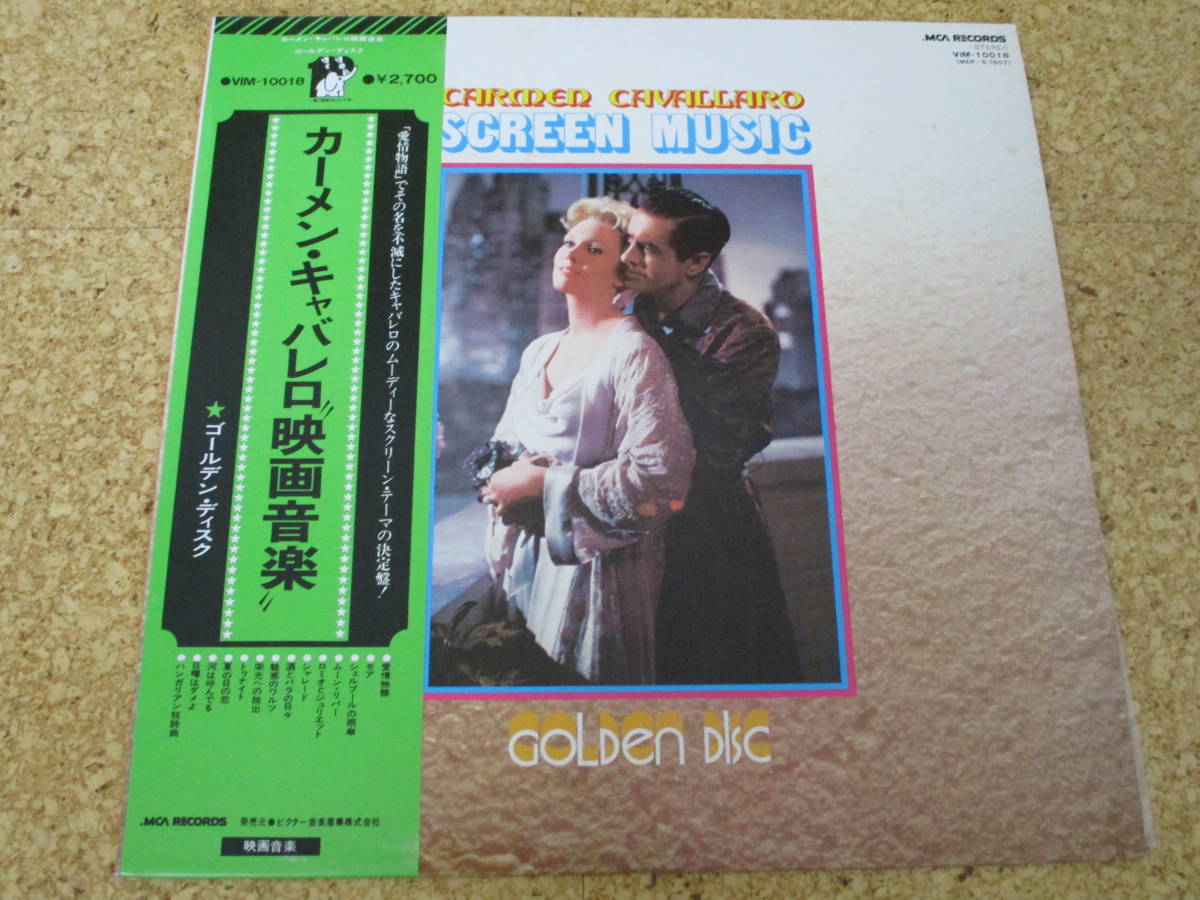 カーメン・キャバレロ映画音楽
ゴールデン・ディスク
●VIM-10018
●¥2,700
「愛情物語」でその名を不滅にしたキャバレロのムーディーなスクリーン・テーマの決定盤!
カーメン・キャバレロ“映画音楽”
★ゴールデン・ディスク
●愛情物語
●モア
●シェルブールの雨傘
●ムーン・リバー
●ロミオとジュリエット
●シャレード
●酒とバラの日々
●魅惑のワルツ
●栄光への脱出
●トゥナイト
●夏の日の恋
●河は呼んでる
●日曜はダメよ
●ハンガリアン狂詩曲
MCA RECORDS
発売元●ビクター音楽産業株式会社
映画音楽
MCA RECORDS
STEREO
VIM-10018
(MAP-S 7807)
CARMEN CAVALLARO
SCREEN MUSIC
GOLDEN DISC